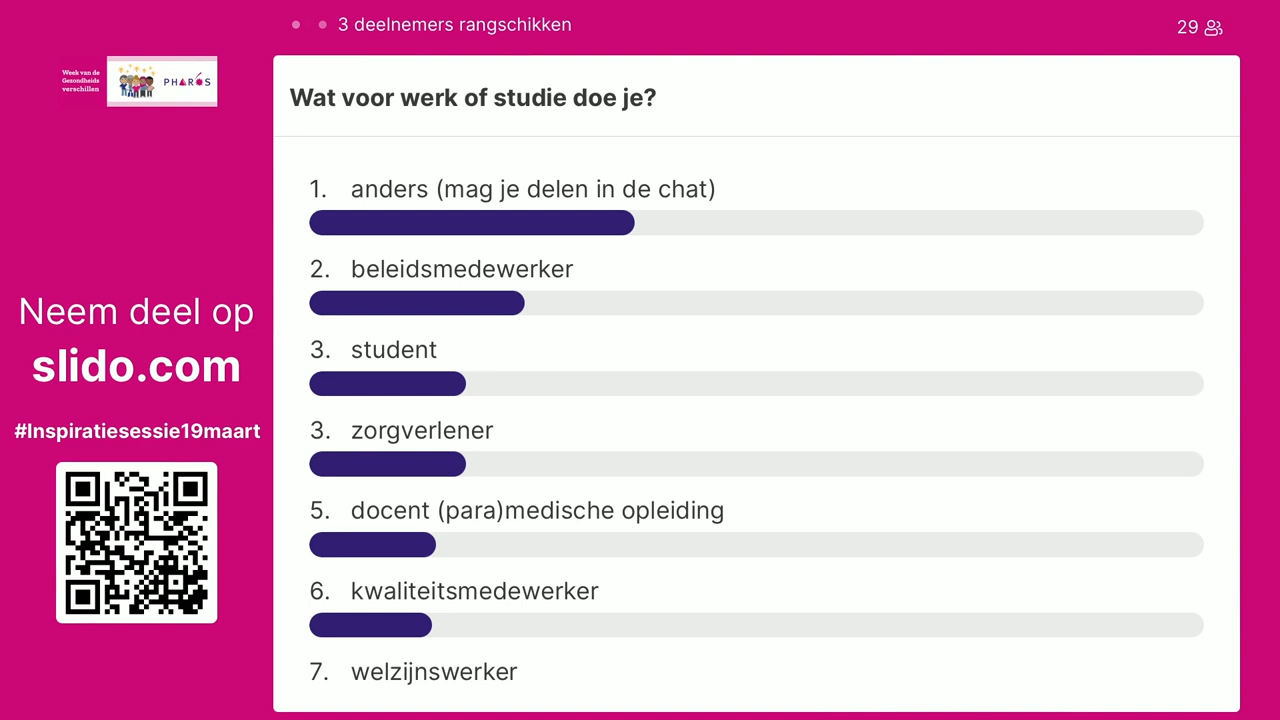 3 deelnemers rangschikken
29
Week van de
Gezondheids
verschillen
PHAROS
Wat voor werk of studie doe je?
1. anders (mag je delen in de chat)
2. beleidsmedewerker
3. student
3. zorgverlener
5. docent (para)medische opleiding
6. kwaliteitsmedewerker
7. welzijnswerker
Neem deel op
slido.com
#Inspiratiesessie19maart